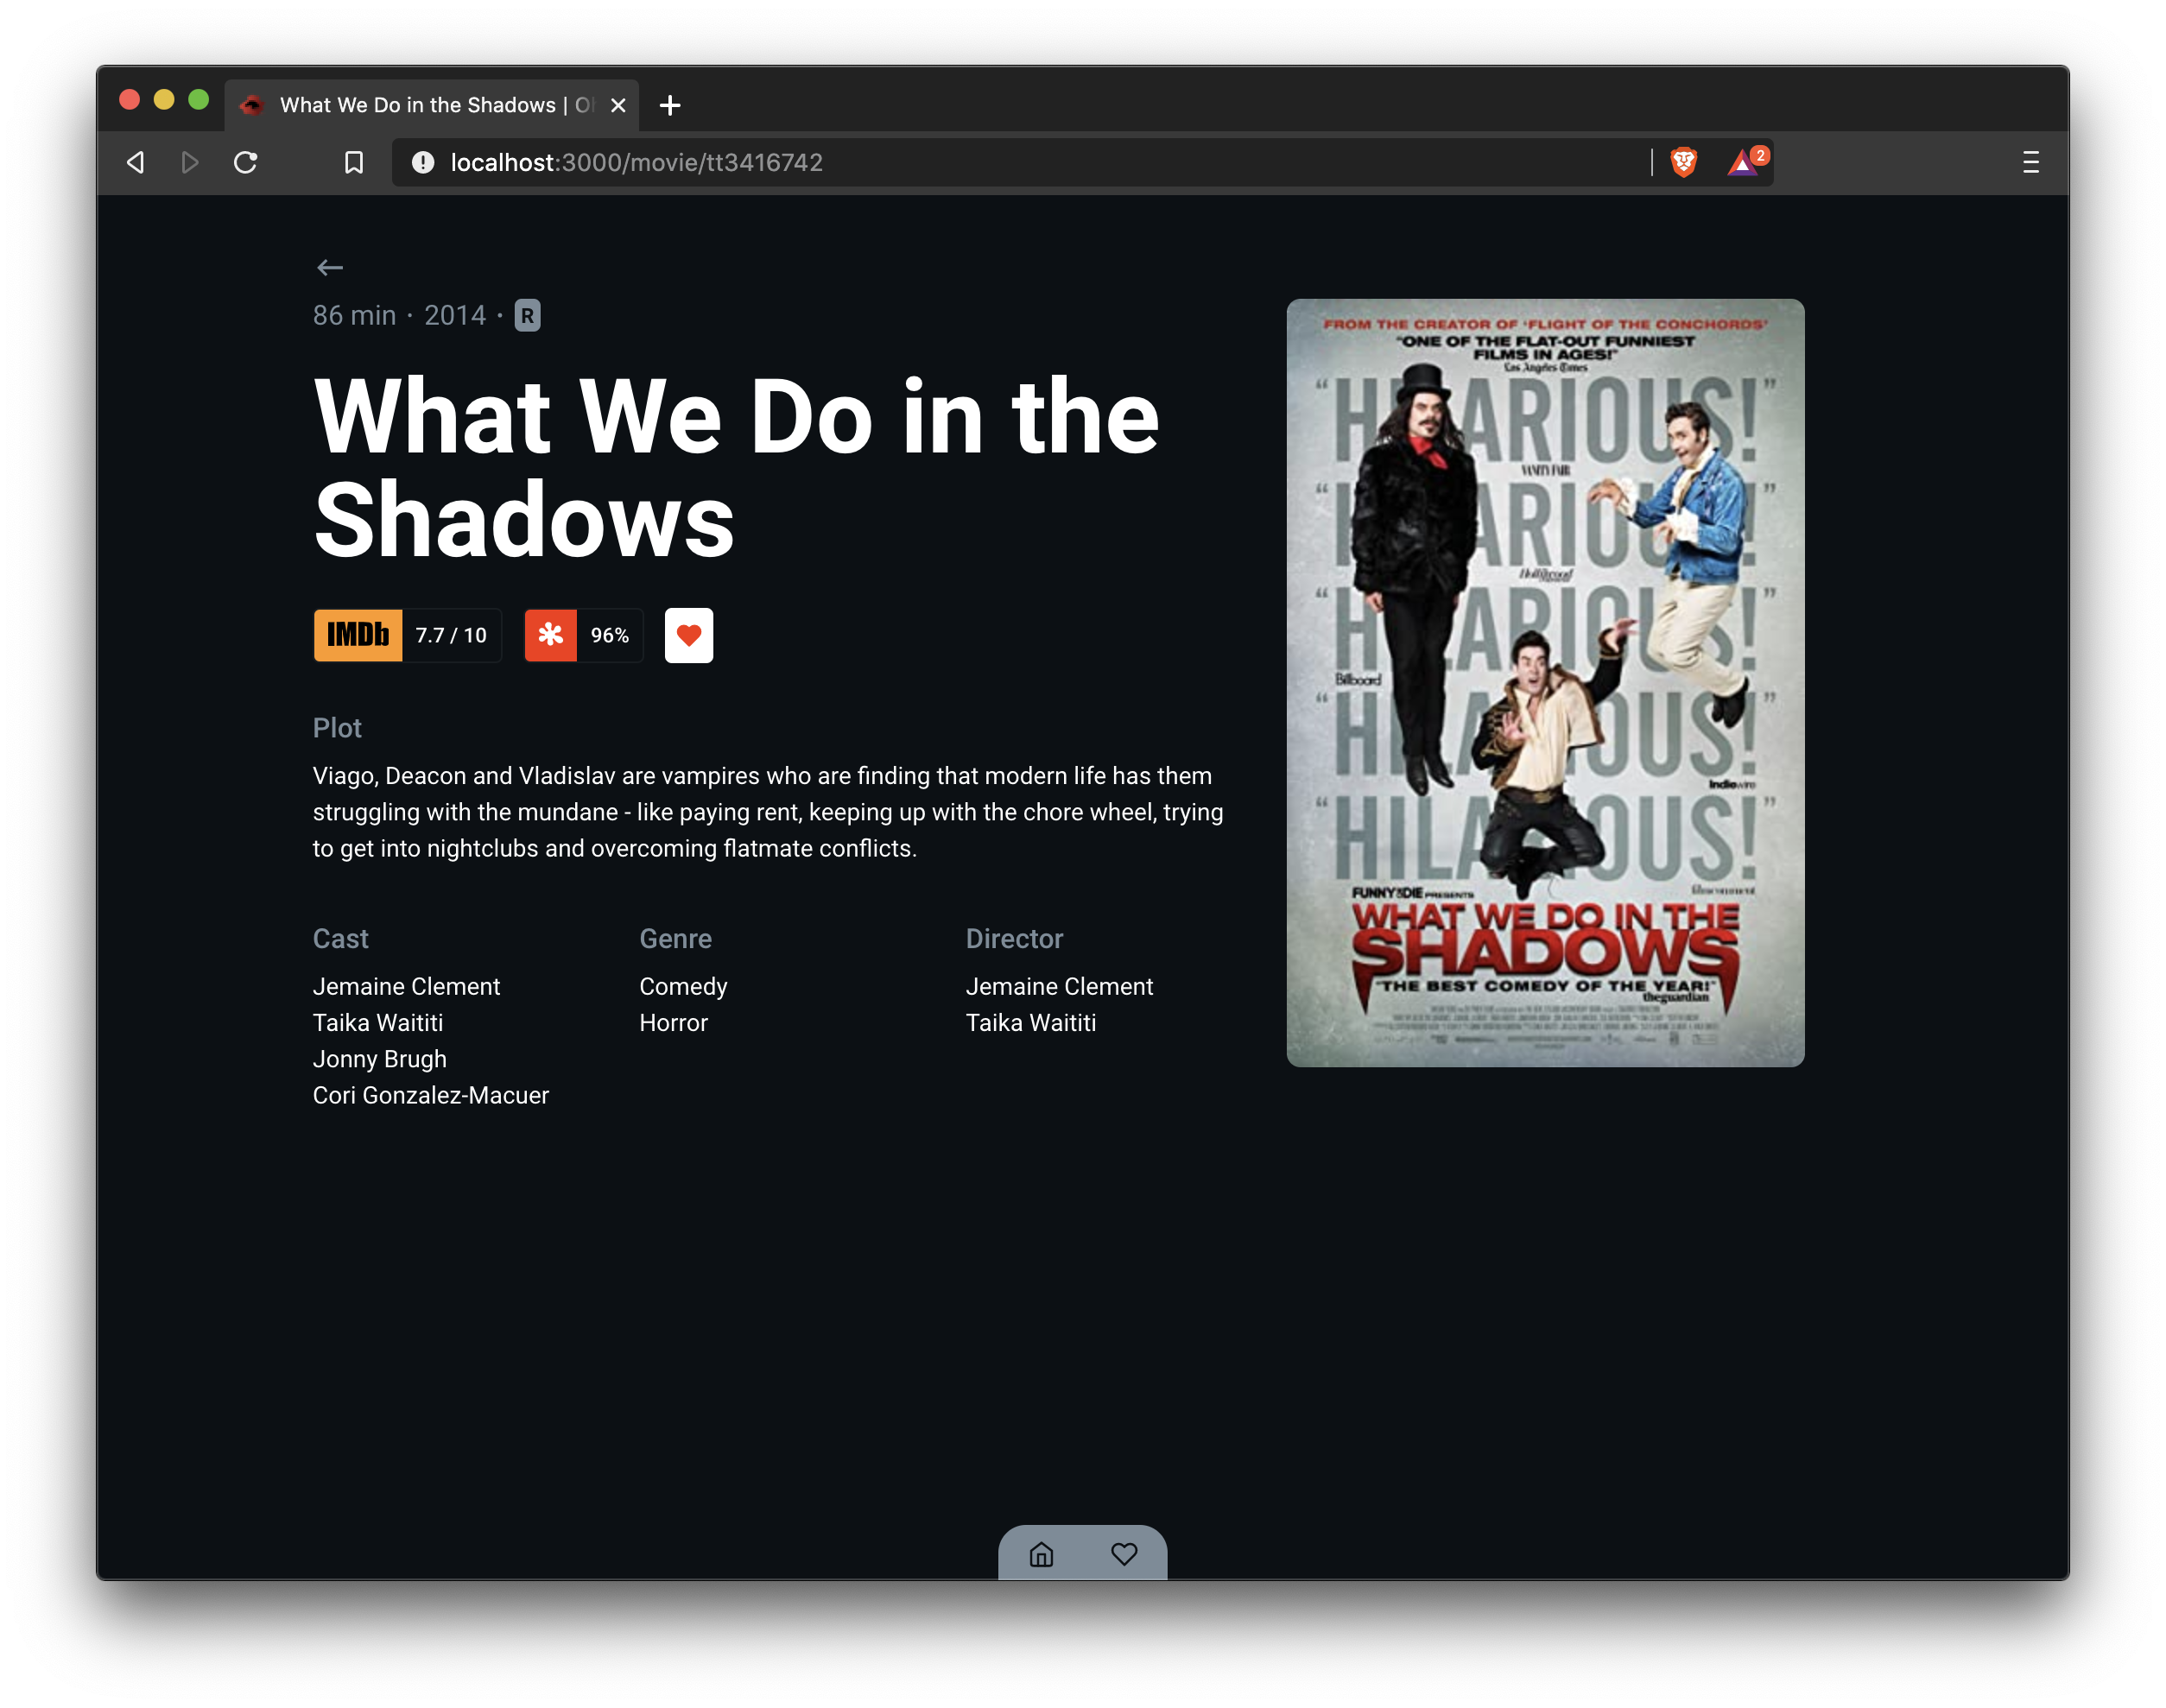 What We Do in the Shadows | O
localhost:3000/movie/tt3416742
2
86 min · 2014 · R
What We Do in the
Shadows
IMDb 7.7 / 10 96%
Plot
Viago, Deacon and Vladislav are vampires who are finding that modern life has them
struggling with the mundane - like paying rent, keeping up with the chore wheel, trying
to get into nightclubs and overcoming flatmate conflicts.
Cast
Jemaine Clement
Taika Waititi
Jonny Brugh
Cori Gonzalez-Macuer
Genre
Comedy
Horror
Director
Jemaine Clement
Taika Waititi
FROM THE CREATOR OF 'FLIGHT OF THE CONCHORDS'
"ONE OF THE FLAT-OUT FUNNIEST
FILMS IN AGES!"
Los Angeles Times
"HILARIOUS!"
VANITY FAIR
"HILARIOUS!"
Hollywood
"HILARIOUS!"
Billboard
"HILARIOUS!"
Indiewire
"HILARIOUS!"
filmcomment
FUNNY OR DIE PRESENTS
WHAT WE DO IN THE
SHADOWS
"THE BEST COMEDY OF THE YEAR!"
theguardian